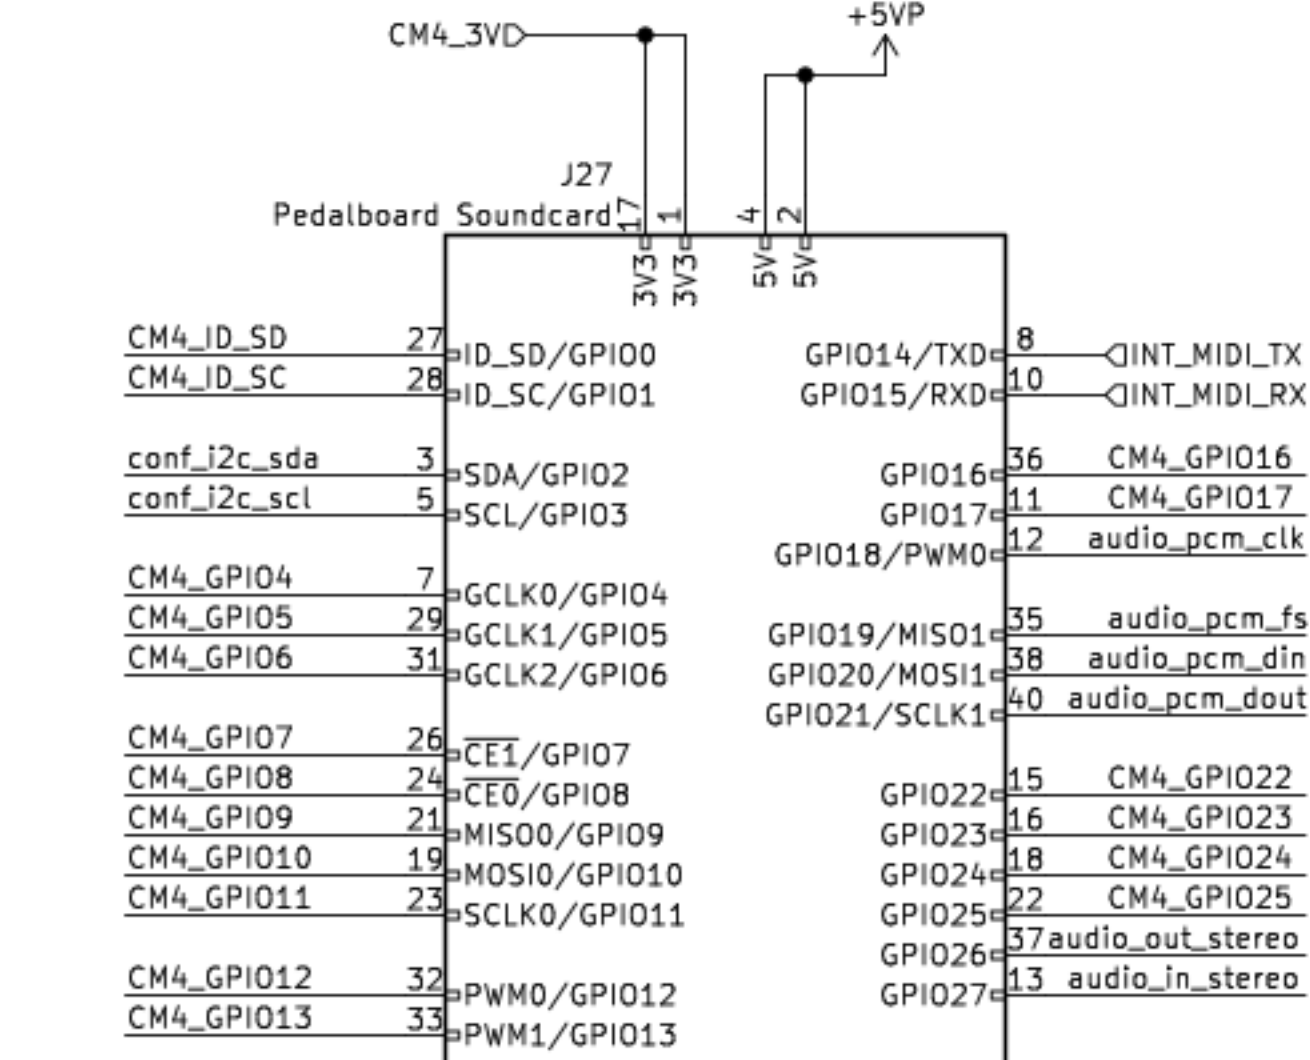 +5VP
CM4_3V
J27
Pedalboard Soundcard
17 1 4 2
3V3 3V3 5V 5V
CM4_ID_SD 27 ID_SD/GPIO0 GPIO14/TXD 8 INT_MIDI_TX
CM4_ID_SC 28 ID_SC/GPIO1 GPIO15/RXD 10 INT_MIDI_RX
conf_i2c_sda 3 SDA/GPIO2 GPIO16 36 CM4_GPIO16
conf_i2c_scl 5 SCL/GPIO3 GPIO17 11 CM4_GPIO17
GPIO18/PWM0 12 audio_pcm_clk
CM4_GPIO4 7 GCLK0/GPIO4
CM4_GPIO5 29 GCLK1/GPIO5 GPIO19/MISO1 35 audio_pcm_fs
CM4_GPIO6 31 GCLK2/GPIO6 GPIO20/MOSI1 38 audio_pcm_din
GPIO21/SCLK1 40 audio_pcm_dout
CM4_GPIO7 26 CE1/GPIO7
CM4_GPIO8 24 CE0/GPIO8 GPIO22 15 CM4_GPIO22
CM4_GPIO9 21 MISO0/GPIO9 GPIO23 16 CM4_GPIO23
CM4_GPIO10 19 MOSI0/GPIO10 GPIO24 18 CM4_GPIO24
CM4_GPIO11 23 SCLK0/GPIO11 GPIO25 22 CM4_GPIO25
GPIO26 37 audio_out_stereo
CM4_GPIO12 32 PWM0/GPIO12 GPIO27 13 audio_in_stereo
CM4_GPIO13 33 PWM1/GPIO13